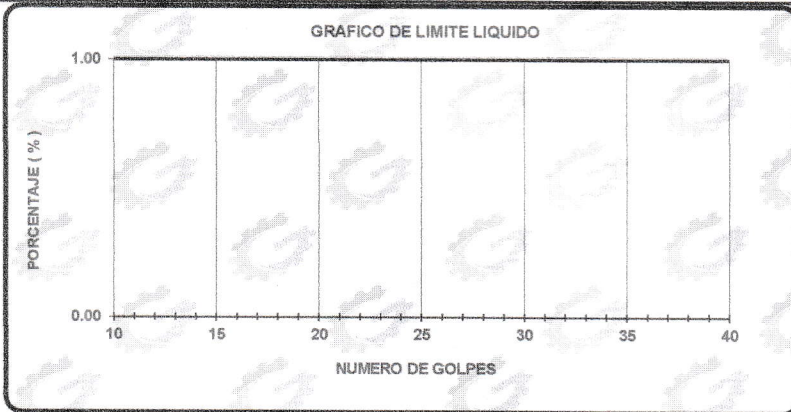 GRAFICO DE LIMITE LIQUIDO
1.00
PORCENTAJE ( % )
0.00
10 15 20 25 30 35 40
NUMERO DE GOLPES